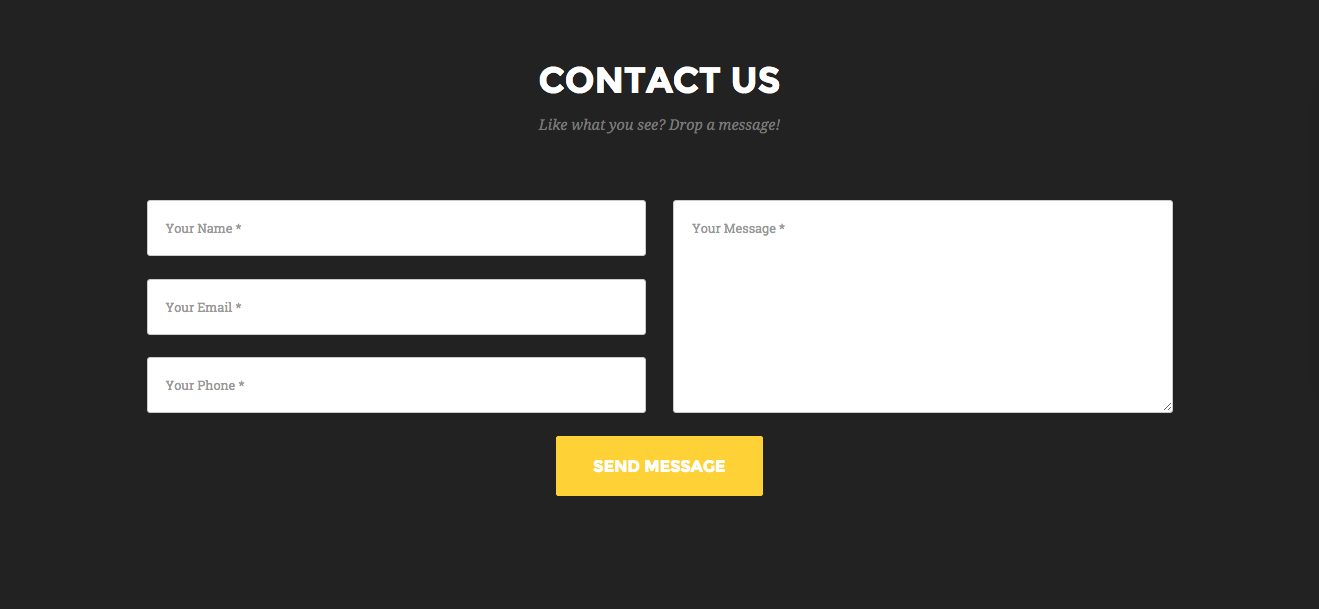 CONTACT US
Like what you see? Drop a message!
Your Name *
Your Email *
Your Phone *
Your Message *
SEND MESSAGE